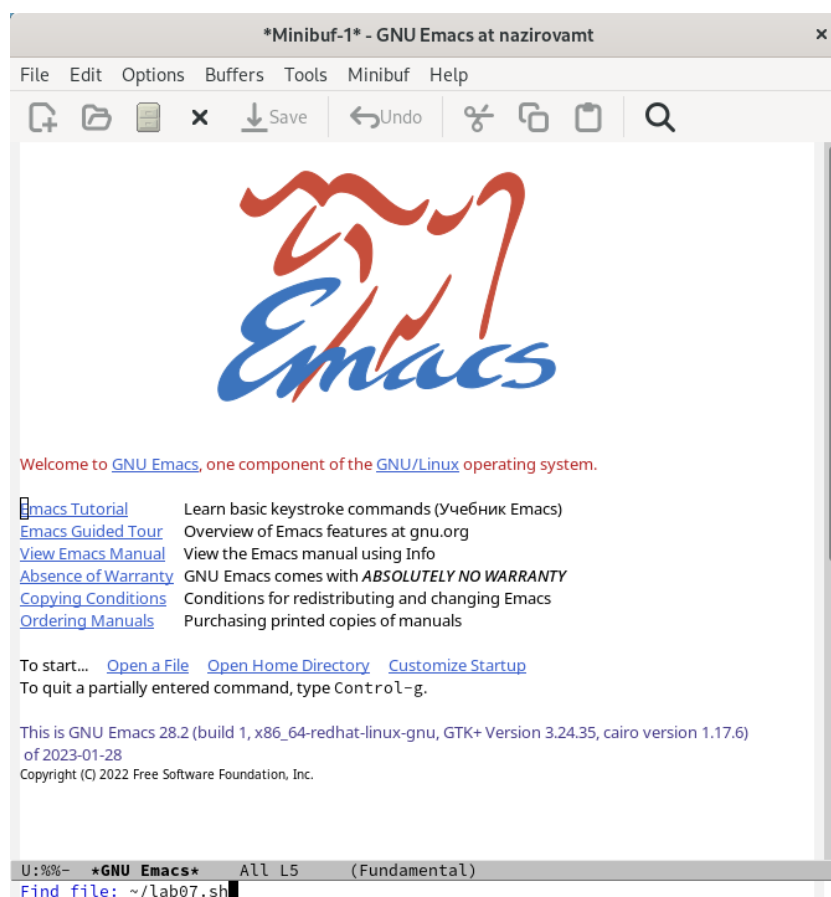 *Minibuf-1* - GNU Emacs at nazirovamt ×
File Edit Options Buffers Tools Minibuf Help
Save Undo
Emacs
Welcome to GNU Emacs, one component of the GNU/Linux operating system.
Emacs Tutorial Learn basic keystroke commands (Учебник Emacs)
Emacs Guided Tour Overview of Emacs features at gnu.org
View Emacs Manual View the Emacs manual using Info
Absence of Warranty GNU Emacs comes with ABSOLUTELY NO WARRANTY
Copying Conditions Conditions for redistributing and changing Emacs
Ordering Manuals Purchasing printed copies of manuals
To start... Open a File Open Home Directory Customize Startup
To quit a partially entered command, type Control-g.
This is GNU Emacs 28.2 (build 1, x86_64-redhat-linux-gnu, GTK+ Version 3.24.35, cairo version 1.17.6)
of 2023-01-28
Copyright (C) 2022 Free Software Foundation, Inc.
U:%%- *GNU Emacs* All L5 (Fundamental)
Find file: ~/lab07.sh